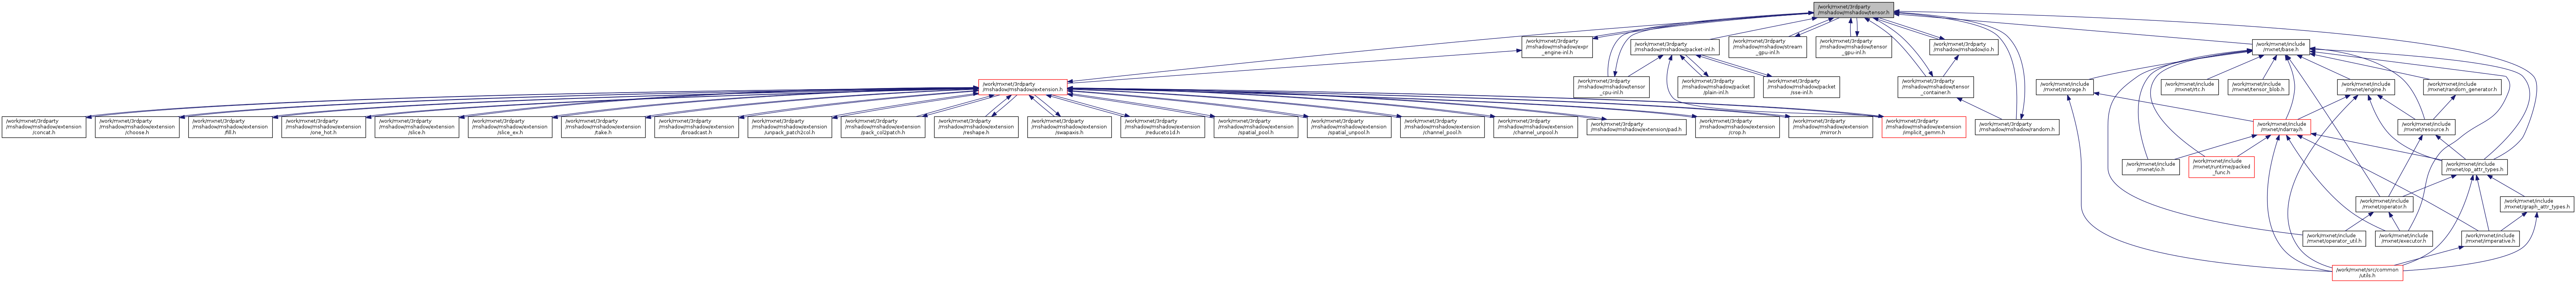 /work/mxnet/3rdparty
/mshadow/mshadow/tensor.h
/work/mxnet/3rdparty
/mshadow/mshadow/expr
_engine-inl.h
/work/mxnet/3rdparty
/mshadow/mshadow/packet-inl.h
/work/mxnet/3rdparty
/mshadow/mshadow/stream
_gpu-inl.h
/work/mxnet/3rdparty
/mshadow/mshadow/tensor
_gpu-inl.h
/work/mxnet/3rdparty
/mshadow/mshadow/io.h
/work/mxnet/include
/mxnet/base.h
/work/mxnet/3rdparty
/mshadow/mshadow/extension.h
/work/mxnet/3rdparty
/mshadow/mshadow/tensor
_cpu-inl.h
/work/mxnet/3rdparty
/mshadow/mshadow/packet
/plain-inl.h
/work/mxnet/3rdparty
/mshadow/mshadow/packet
/sse-inl.h
/work/mxnet/3rdparty
/mshadow/mshadow/tensor
_container.h
/work/mxnet/include
/mxnet/storage.h
/work/mxnet/include
/mxnet/rtc.h
/work/mxnet/include
/mxnet/tensor_blob.h
/work/mxnet/include
/mxnet/engine.h
/work/mxnet/include
/mxnet/random_generator.h
/work/mxnet/3rdparty
/mshadow/mshadow/extension
/concat.h
/work/mxnet/3rdparty
/mshadow/mshadow/extension
/choose.h
/work/mxnet/3rdparty
/mshadow/mshadow/extension
/fill.h
/work/mxnet/3rdparty
/mshadow/mshadow/extension
/one_hot.h
/work/mxnet/3rdparty
/mshadow/mshadow/extension
/slice.h
/work/mxnet/3rdparty
/mshadow/mshadow/extension
/slice_ex.h
/work/mxnet/3rdparty
/mshadow/mshadow/extension
/take.h
/work/mxnet/3rdparty
/mshadow/mshadow/extension
/broadcast.h
/work/mxnet/3rdparty
/mshadow/mshadow/extension
/unpack_patch2col.h
/work/mxnet/3rdparty
/mshadow/mshadow/extension
/pack_col2patch.h
/work/mxnet/3rdparty
/mshadow/mshadow/extension
/reshape.h
/work/mxnet/3rdparty
/mshadow/mshadow/extension
/swapaxis.h
/work/mxnet/3rdparty
/mshadow/mshadow/extension
/reduceto1d.h
/work/mxnet/3rdparty
/mshadow/mshadow/extension
/spatial_pool.h
/work/mxnet/3rdparty
/mshadow/mshadow/extension
/spatial_unpool.h
/work/mxnet/3rdparty
/mshadow/mshadow/extension
/channel_pool.h
/work/mxnet/3rdparty
/mshadow/mshadow/extension
/channel_unpool.h
/work/mxnet/3rdparty
/mshadow/mshadow/extension/pad.h
/work/mxnet/3rdparty
/mshadow/mshadow/extension
/crop.h
/work/mxnet/3rdparty
/mshadow/mshadow/extension
/mirror.h
/work/mxnet/3rdparty
/mshadow/mshadow/extension
/implicit_gemm.h
/work/mxnet/3rdparty
/mshadow/mshadow/random.h
/work/mxnet/include
/mxnet/ndarray.h
/work/mxnet/include
/mxnet/resource.h
/work/mxnet/include
/mxnet/io.h
/work/mxnet/include
/mxnet/runtime/packed
_func.h
/work/mxnet/include
/mxnet/op_attr_types.h
/work/mxnet/include
/mxnet/operator.h
/work/mxnet/include
/mxnet/graph_attr_types.h
/work/mxnet/include
/mxnet/operator_util.h
/work/mxnet/include
/mxnet/executor.h
/work/mxnet/include
/mxnet/imperative.h
/work/mxnet/src/common
/utils.h